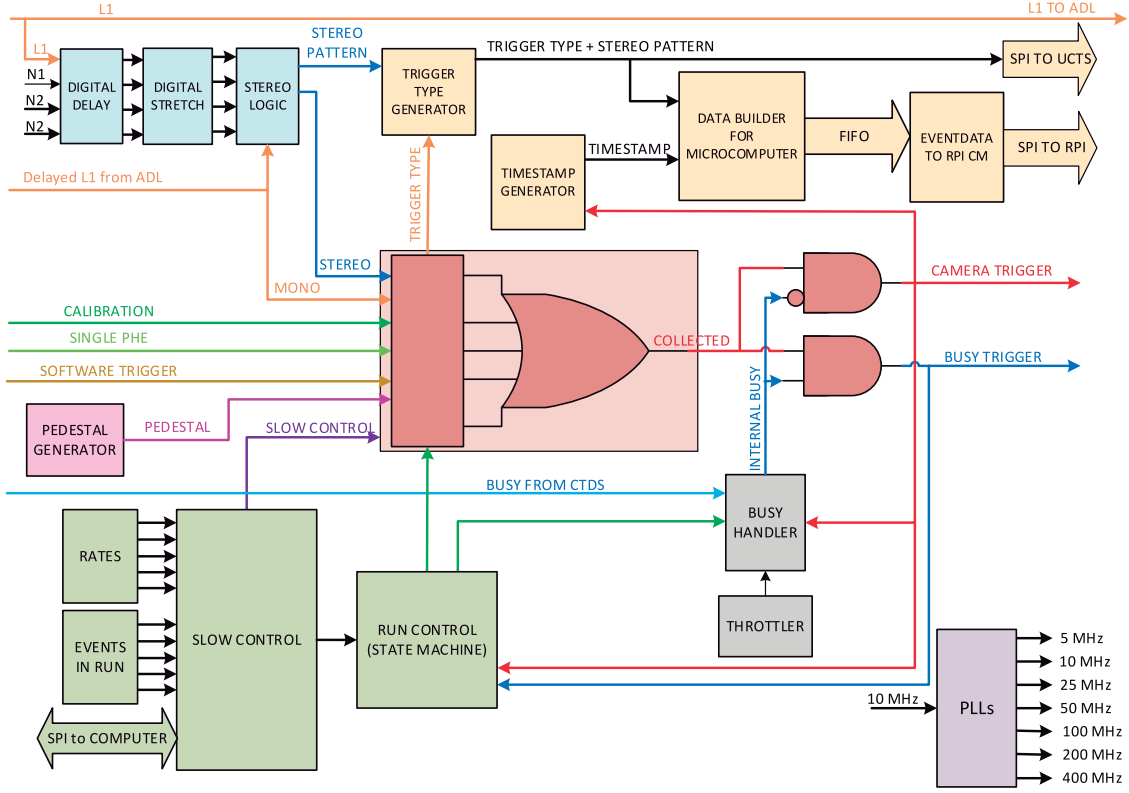 L1
L1 TO ADL
L1
N1
N2
N2
DIGITAL
DELAY
DIGITAL
STRETCH
STEREO
LOGIC
STEREO
PATTERN
TRIGGER
TYPE
GENERATOR
TRIGGER TYPE + STEREO PATTERN
SPI TO UCTS
DATA BUILDER
FOR
MICROCOMPUTER
FIFO
EVENTDATA
TO RPI CM
SPI TO RPI
TIMESTAMP
GENERATOR
TIMESTAMP
Delayed L1 from ADL
TRIGGER TYPE
STEREO
MONO
CALIBRATION
SINGLE PHE
SOFTWARE TRIGGER
PEDESTAL
GENERATOR
PEDESTAL
SLOW CONTROL
COLLECTED
CAMERA TRIGGER
BUSY TRIGGER
INTERNAL BUSY
BUSY FROM CTDS
BUSY
HANDLER
THROTTLER
RATES
EVENTS
IN RUN
SLOW CONTROL
RUN CONTROL
(STATE MACHINE)
SPI to COMPUTER
10 MHz
PLLs
5 MHz
10 MHz
25 MHz
50 MHz
100 MHz
200 MHz
400 MHz